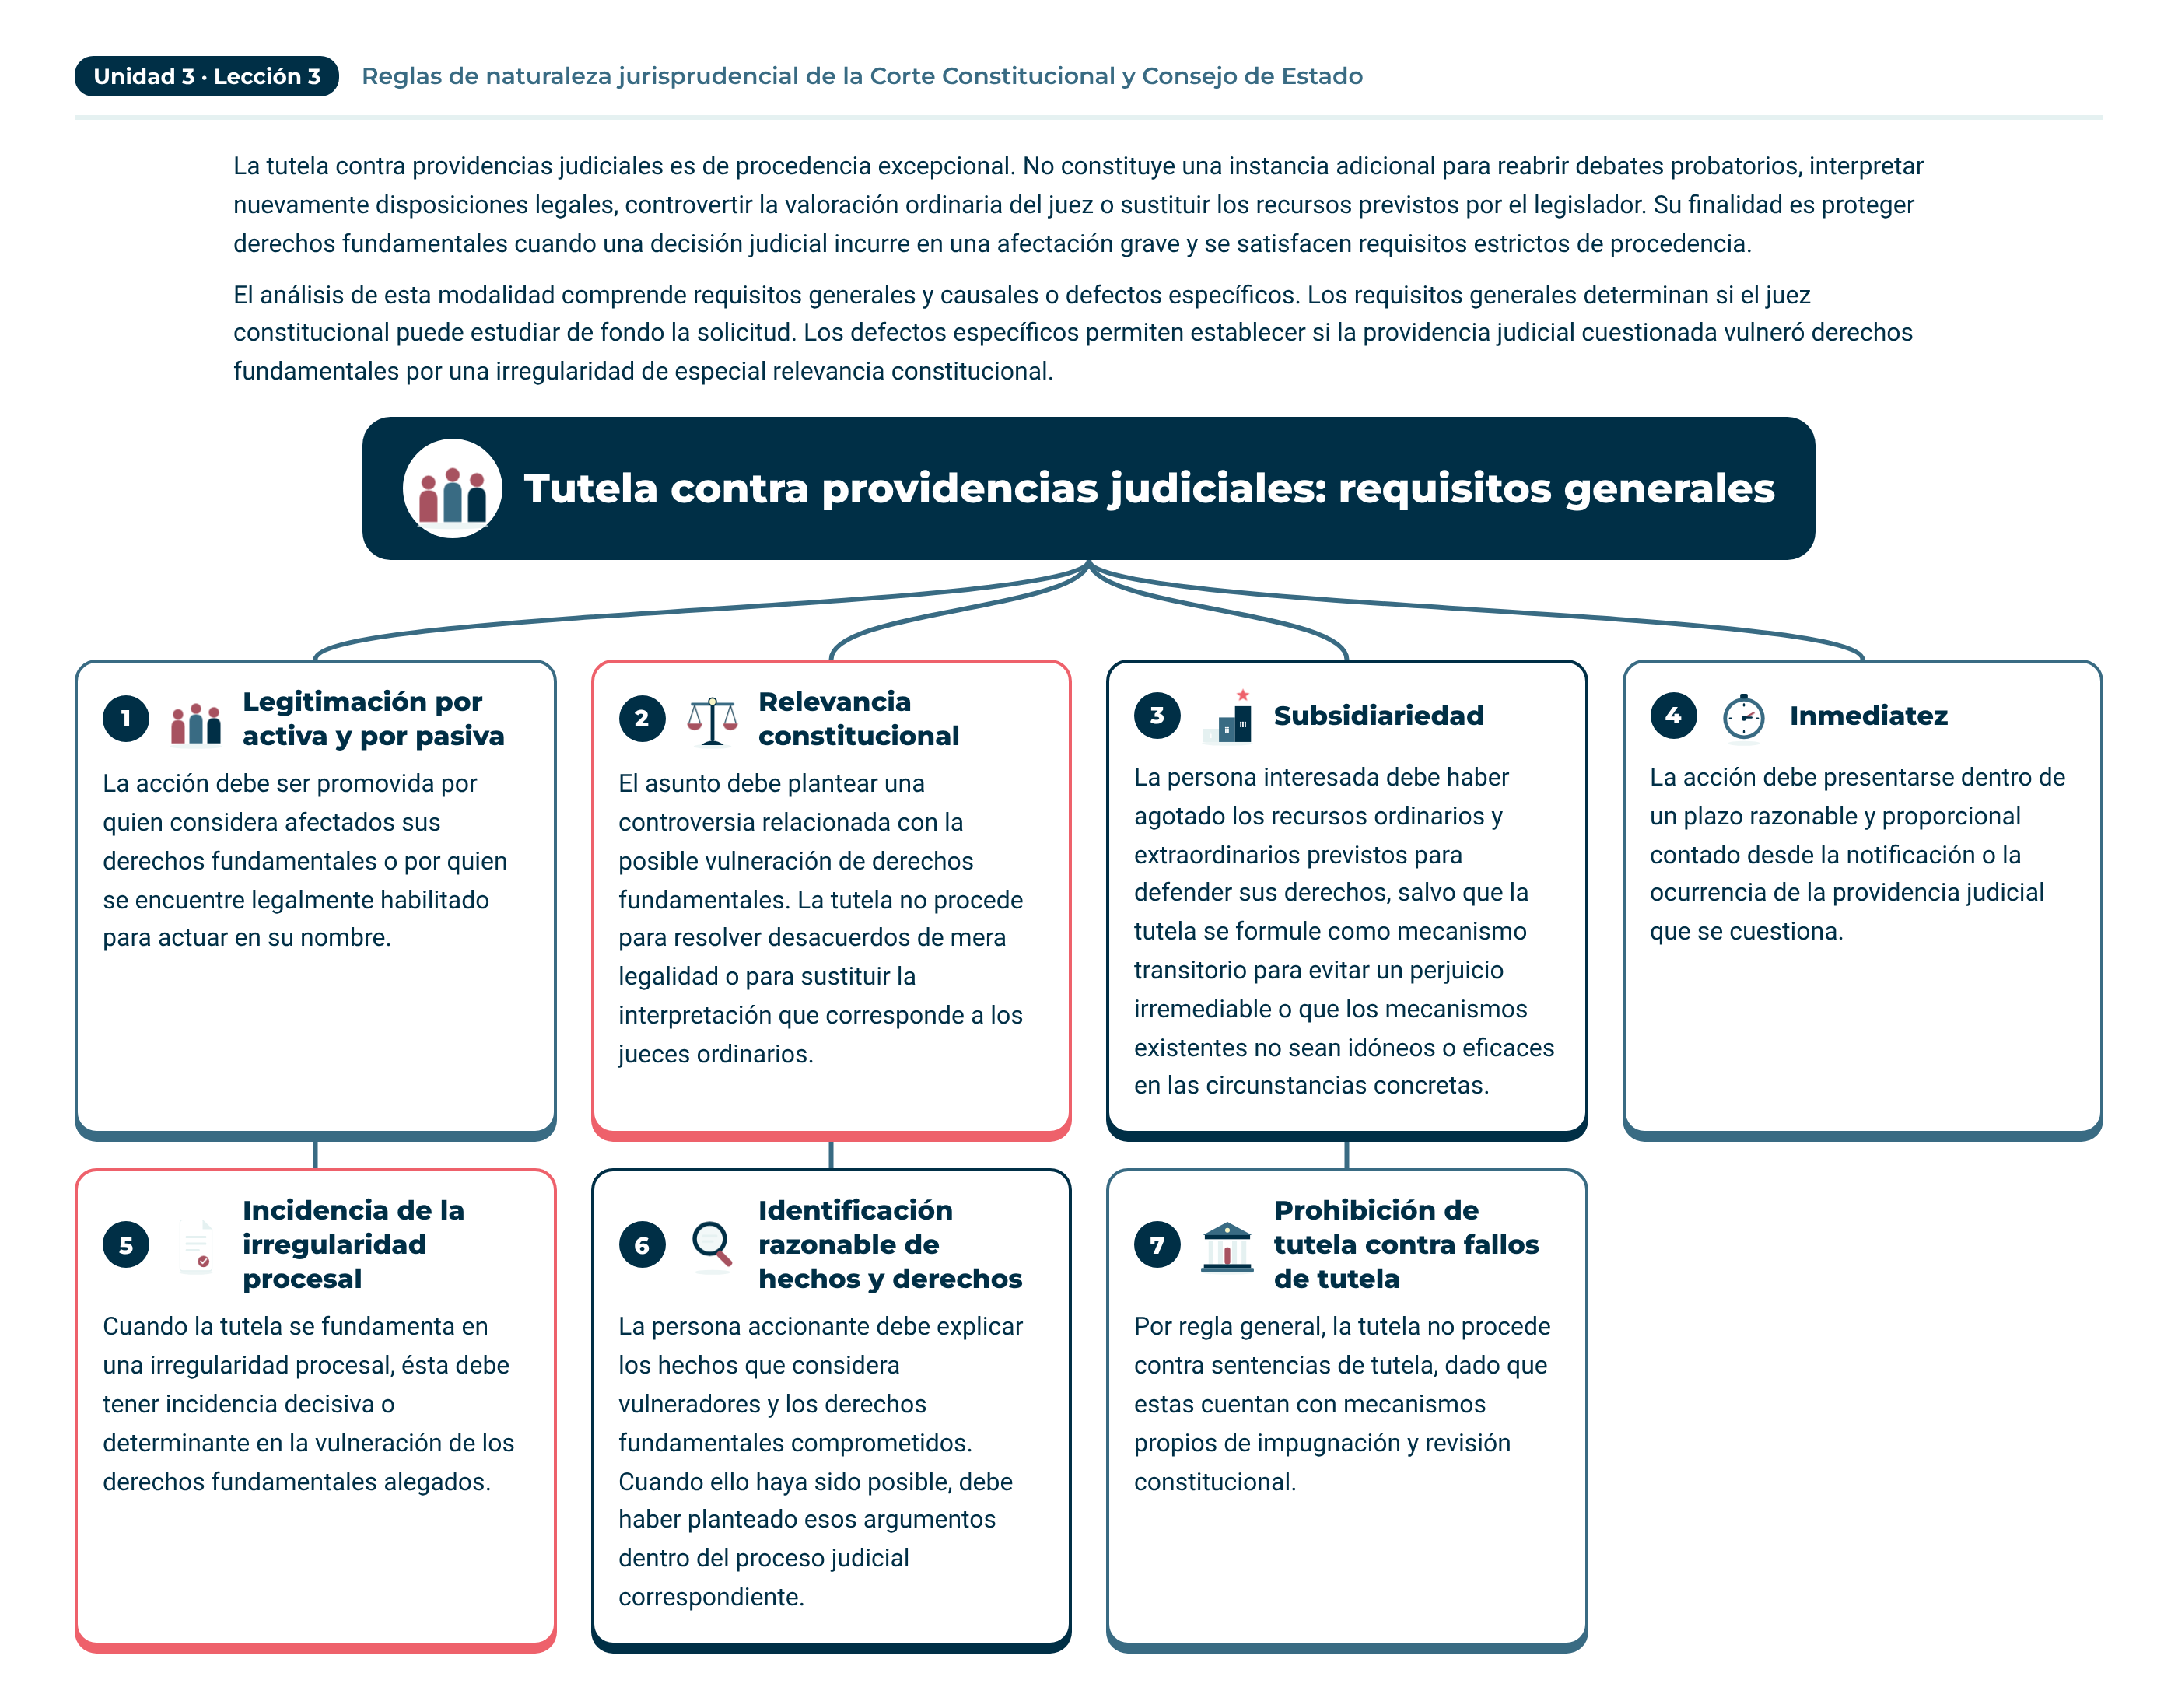 Unidad 3 · Lección 3
Reglas de naturaleza jurisprudencial de la Corte Constitucional y Consejo de Estado
La tutela contra providencias judiciales es de procedencia excepcional. No constituye una instancia adicional para reabrir debates probatorios, interpretar
nuevamente disposiciones legales, controvertir la valoración ordinaria del juez o sustituir los recursos previstos por el legislador. Su finalidad es proteger
derechos fundamentales cuando una decisión judicial incurre en una afectación grave y se satisfacen requisitos estrictos de procedencia.
El análisis de esta modalidad comprende requisitos generales y causales o defectos específicos. Los requisitos generales determinan si el juez
constitucional puede estudiar de fondo la solicitud. Los defectos específicos permiten establecer si la providencia judicial cuestionada vulneró derechos
fundamentales por una irregularidad de especial relevancia constitucional.
Tutela contra providencias judiciales: requisitos generales
1
Legitimación por
activa y por pasiva
La acción debe ser promovida por
quien considera afectados sus
derechos fundamentales o por quien
se encuentre legalmente habilitado
para actuar en su nombre.
2
Relevancia
constitucional
El asunto debe plantear una
controversia relacionada con la
posible vulneración de derechos
fundamentales. La tutela no procede
para resolver desacuerdos de mera
legalidad o para sustituir la
interpretación que corresponde a los
jueces ordinarios.
3
i ii iii
Subsidiariedad
La persona interesada debe haber
agotado los recursos ordinarios y
extraordinarios previstos para
defender sus derechos, salvo que la
tutela se formule como mecanismo
transitorio para evitar un perjuicio
irremediable o que los mecanismos
existentes no sean idóneos o eficaces
en las circunstancias concretas.
4
Inmediatez
La acción debe presentarse dentro de
un plazo razonable y proporcional
contado desde la notificación o la
ocurrencia de la providencia judicial
que se cuestiona.
5
Incidencia de la
irregularidad
procesal
Cuando la tutela se fundamenta en
una irregularidad procesal, ésta debe
tener incidencia decisiva o
determinante en la vulneración de los
derechos fundamentales alegados.
6
Identificación
razonable de
hechos y derechos
La persona accionante debe explicar
los hechos que considera
vulneradores y los derechos
fundamentales comprometidos.
Cuando ello haya sido posible, debe
haber planteado esos argumentos
dentro del proceso judicial
correspondiente.
7
Prohibición de
tutela contra fallos
de tutela
Por regla general, la tutela no procede
contra sentencias de tutela, dado que
estas cuentan con mecanismos
propios de impugnación y revisión
constitucional.